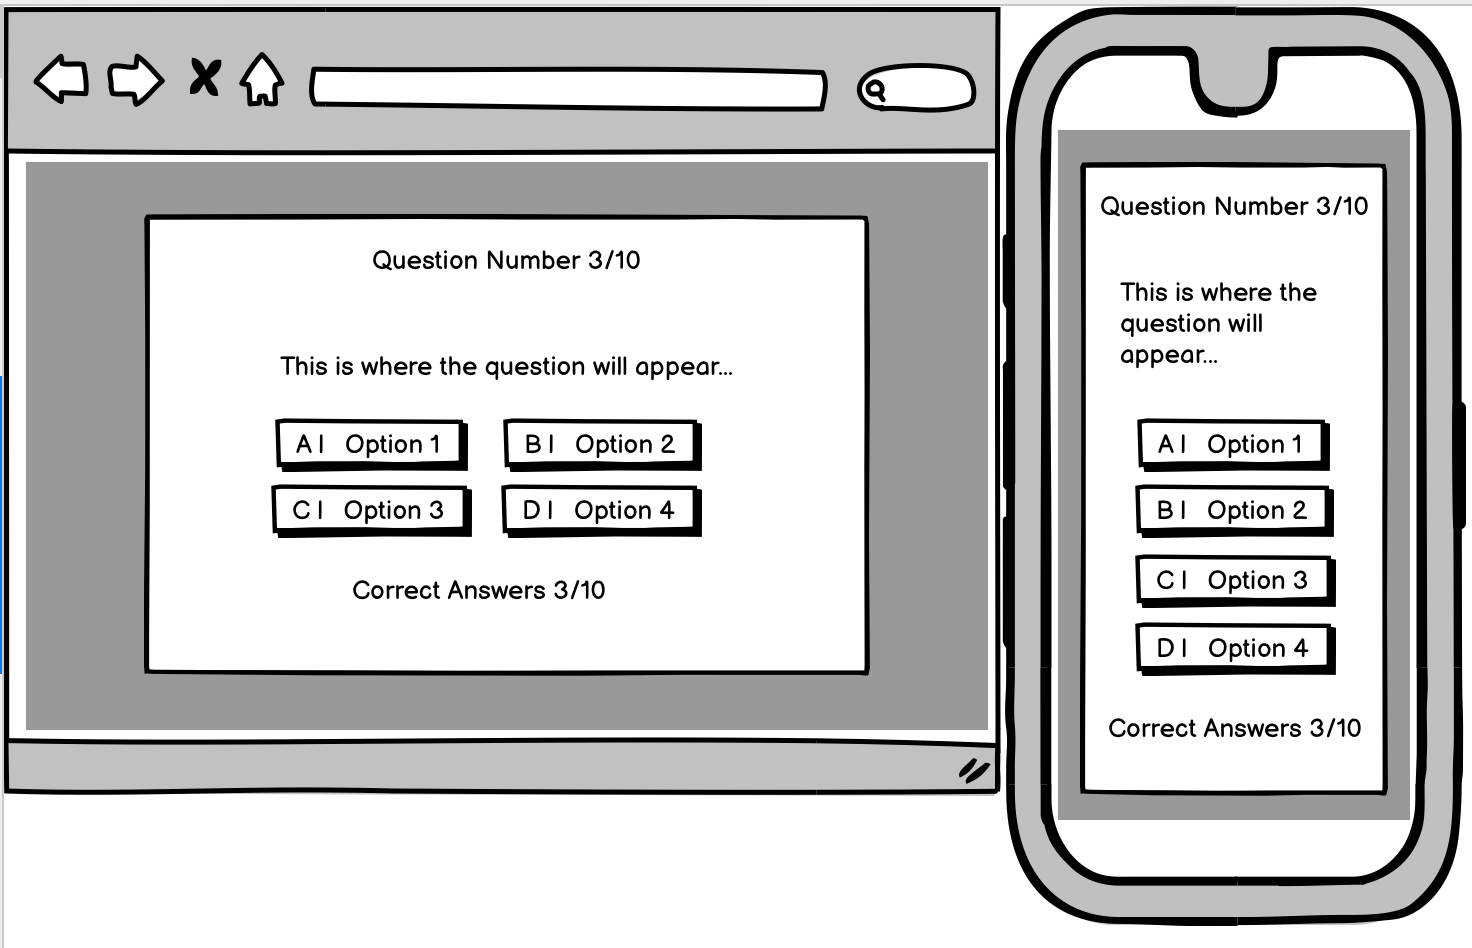 Question Number 3/10
This is where the question will appear...
A | Option 1
B | Option 2
C | Option 3
D | Option 4
Correct Answers 3/10
Question Number 3/10
This is where the
question will
appear...
A | Option 1
B | Option 2
C | Option 3
D | Option 4
Correct Answers 3/10